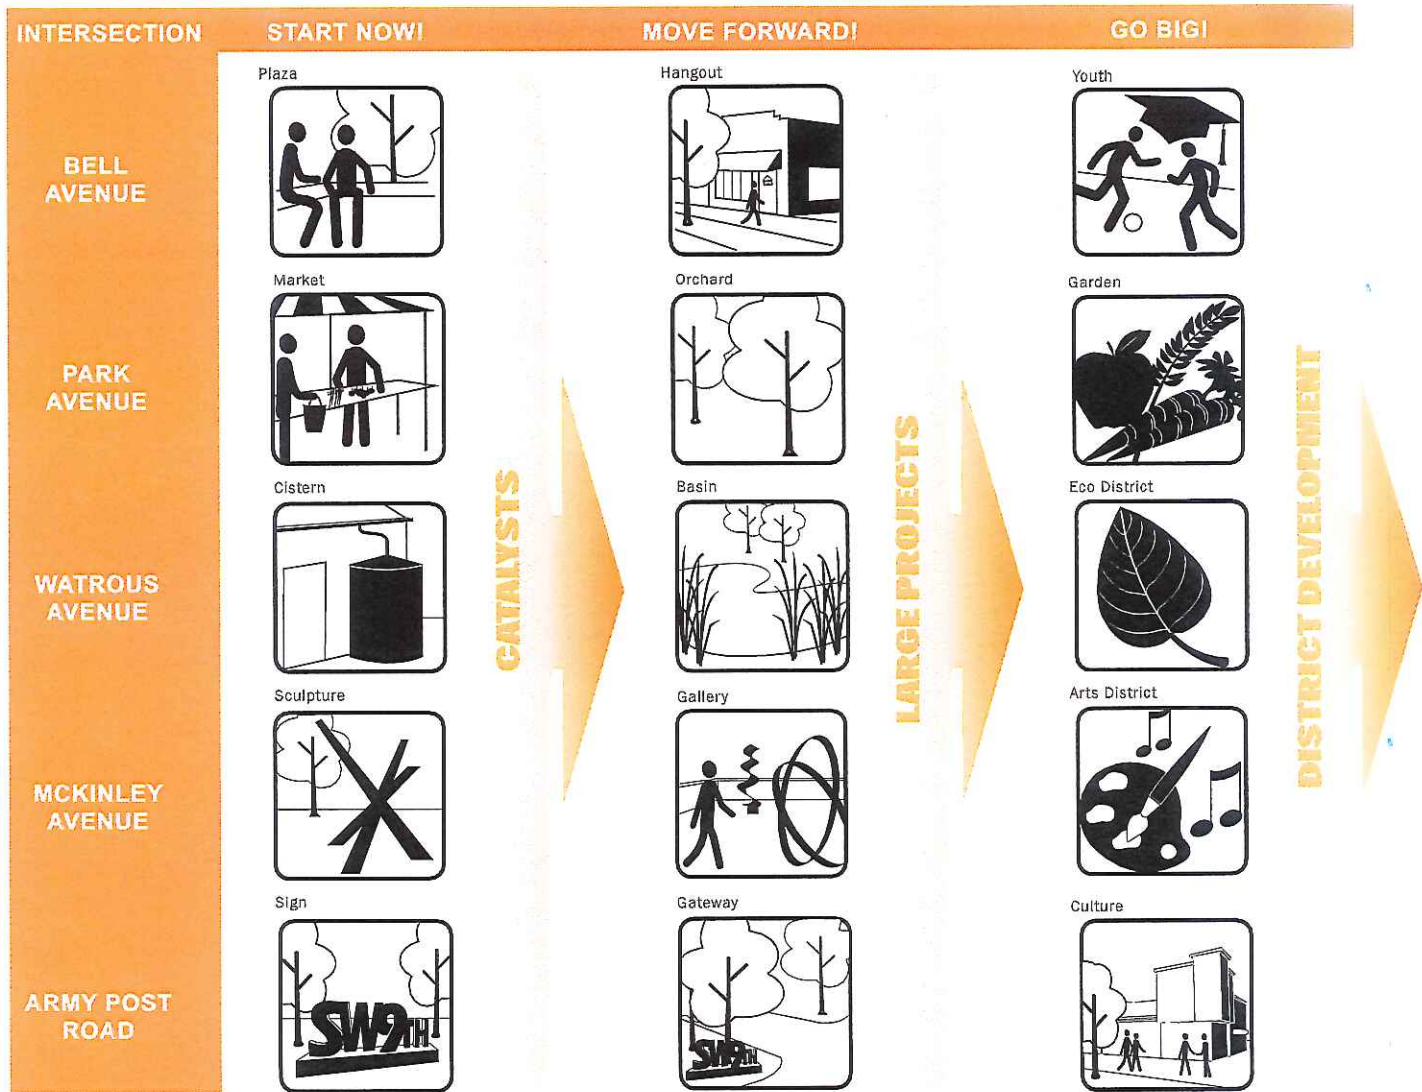 INTERSECTION START NOW! MOVE FORWARD! GO BIG!
BELL
AVENUE
Plaza
Hangout
Youth
PARK
AVENUE
Market
Orchard
Garden
WATROUS
AVENUE
Cistern
Basin
Eco District
MCKINLEY
AVENUE
Sculpture
Gallery
Arts District
ARMY POST
ROAD
Sign
SW9TH
Gateway
SW9TH
Culture
CATALYSTS
LARGE PROJECTS
DISTRICT DEVELOPMENT